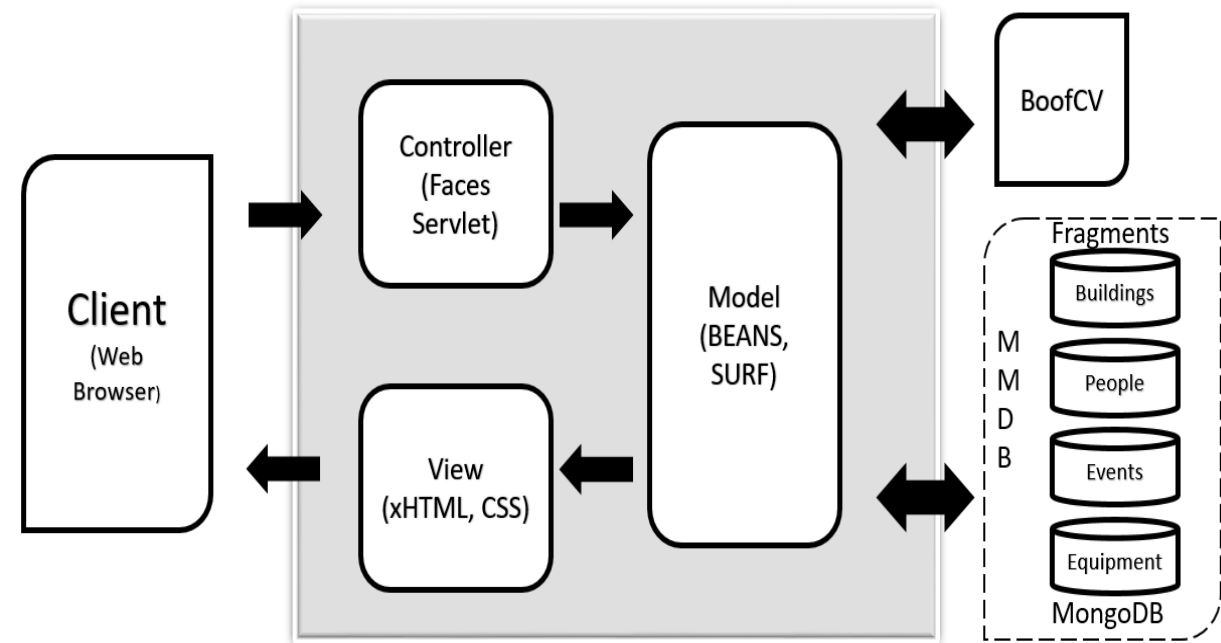 Client
(Web
Browser)
Controller
(Faces
Servlet)
View
(xHTML, CSS)
Model
(BEANS,
SURF)
BoofCV
Fragments
Buildings
People
Events
Equipment
M
M
D
B
MongoDB